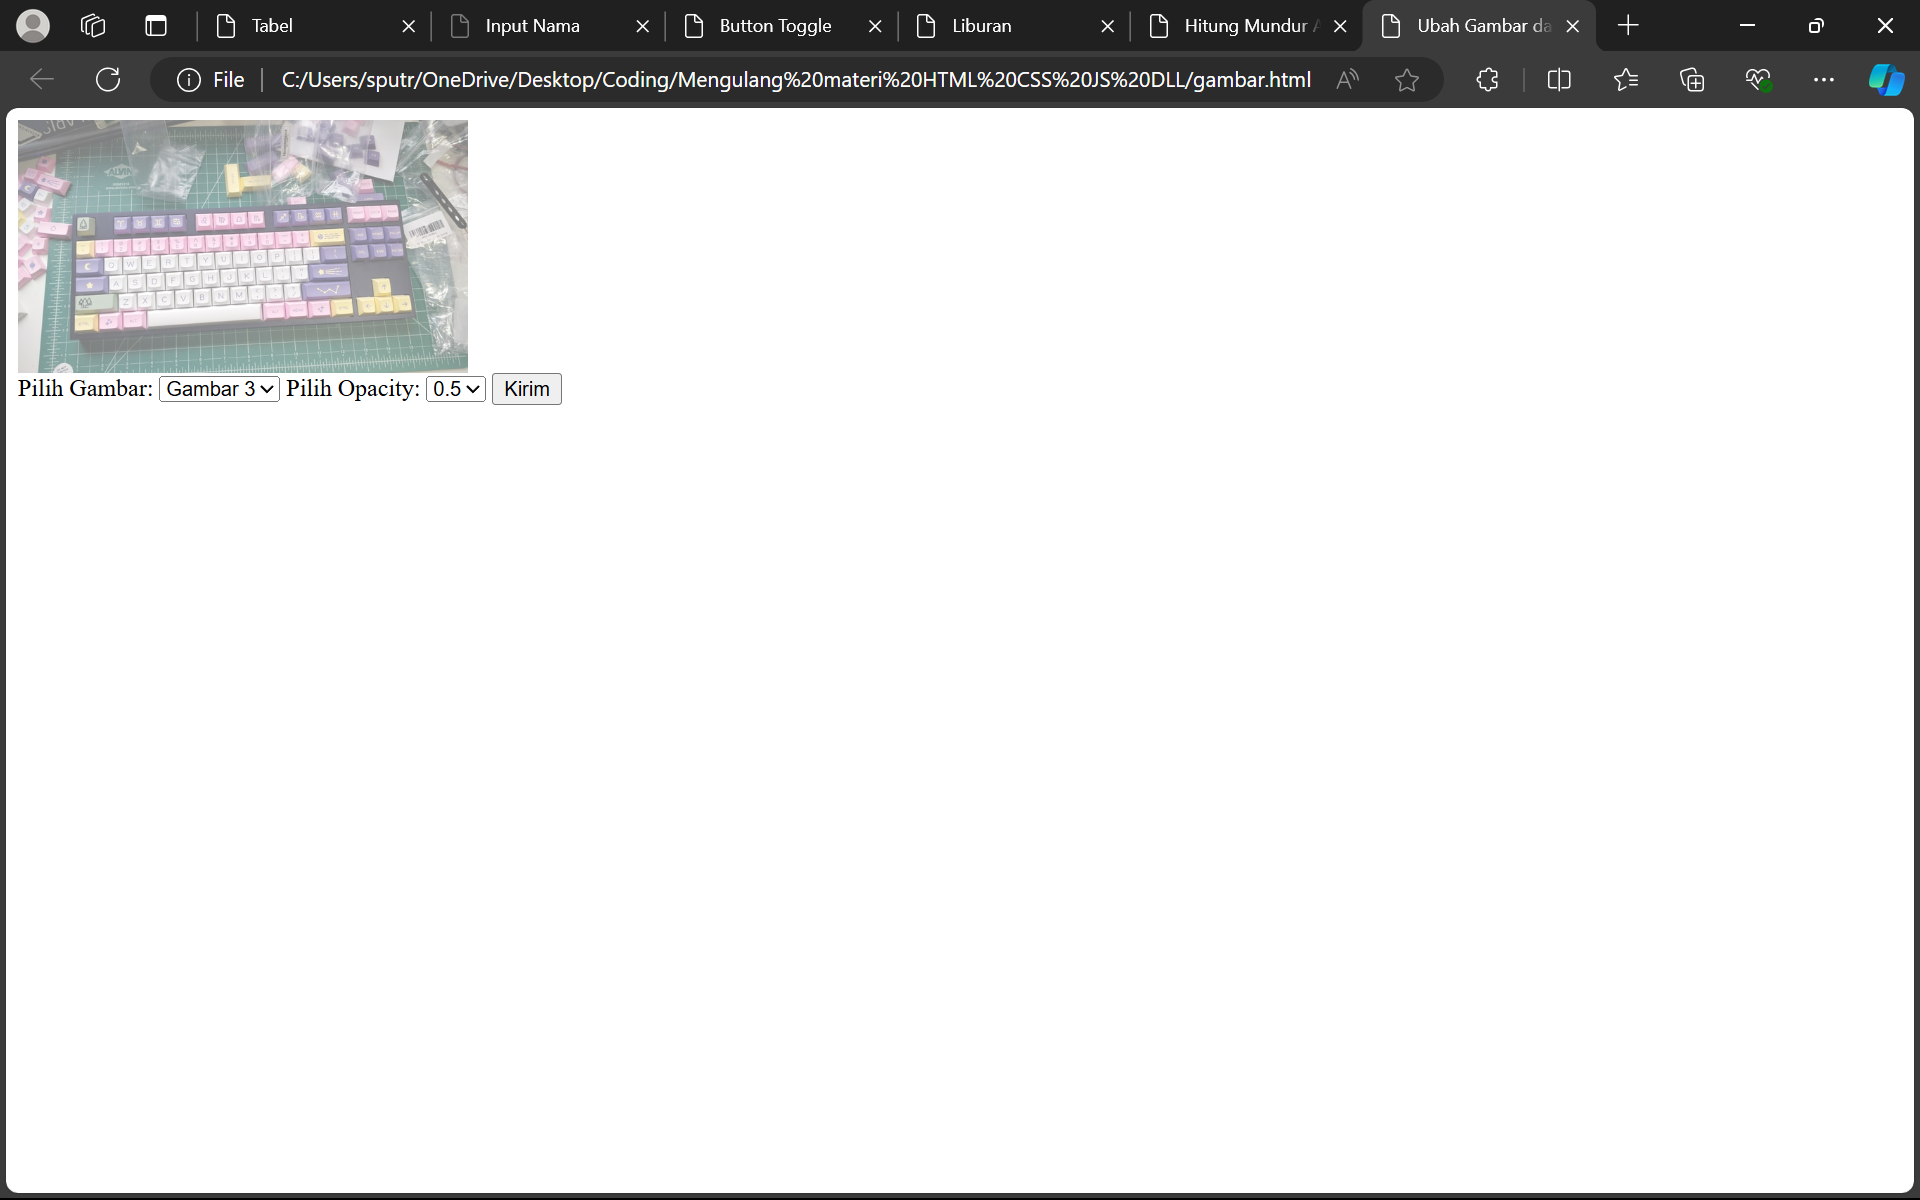 Tabel
Input Nama
Button Toggle
Liburan
Hitung Mundur
Ubah Gambar da
File
C:/Users/sputr/OneDrive/Desktop/Coding/Mengulang%20materi%20HTML%20CSS%20JS%20DLL/gambar.html
ALVIN
Q W E R T Y U I O P
A S D F G H J K L
Z X C V B N M
Pilih Gambar: Gambar 3 Pilih Opacity: 0.5 Kirim